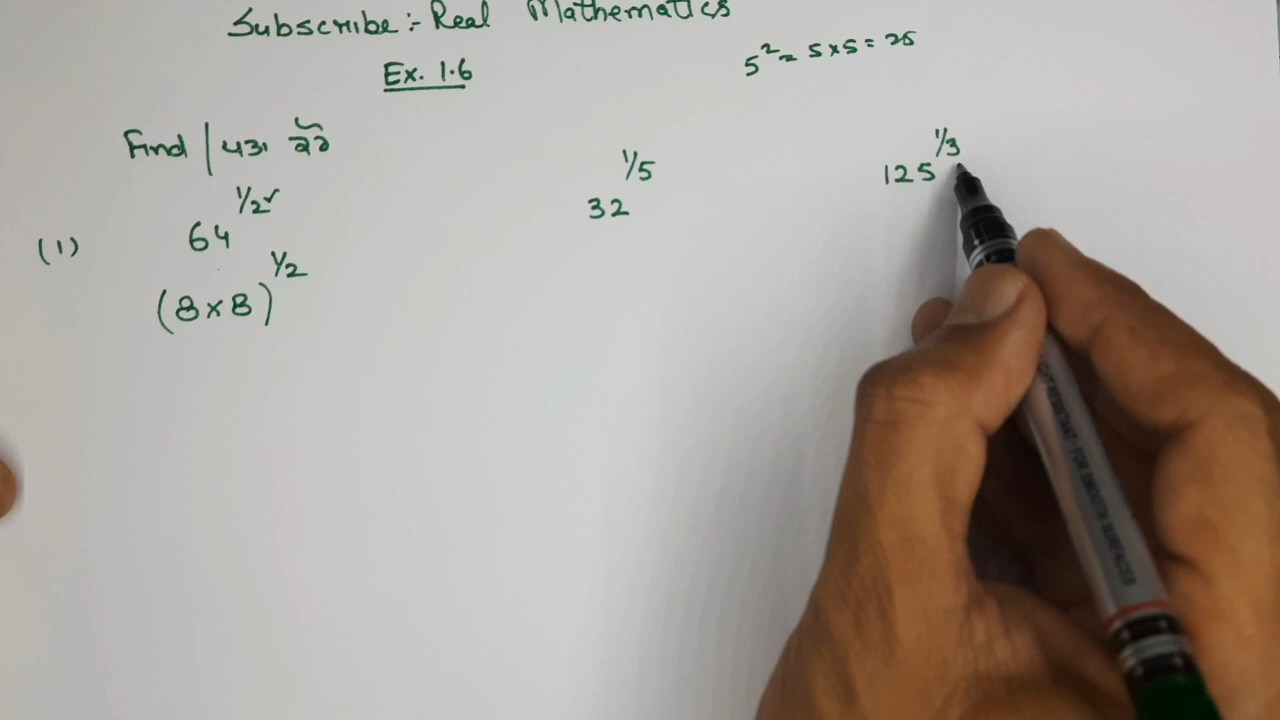 Subscribe:- Real Mathematics
Ex. 1.6
5² = 5×5 = 25
Find |
(1) 64^1/2 ✓
32^1/5
125^1/3
(8×8)^1/2